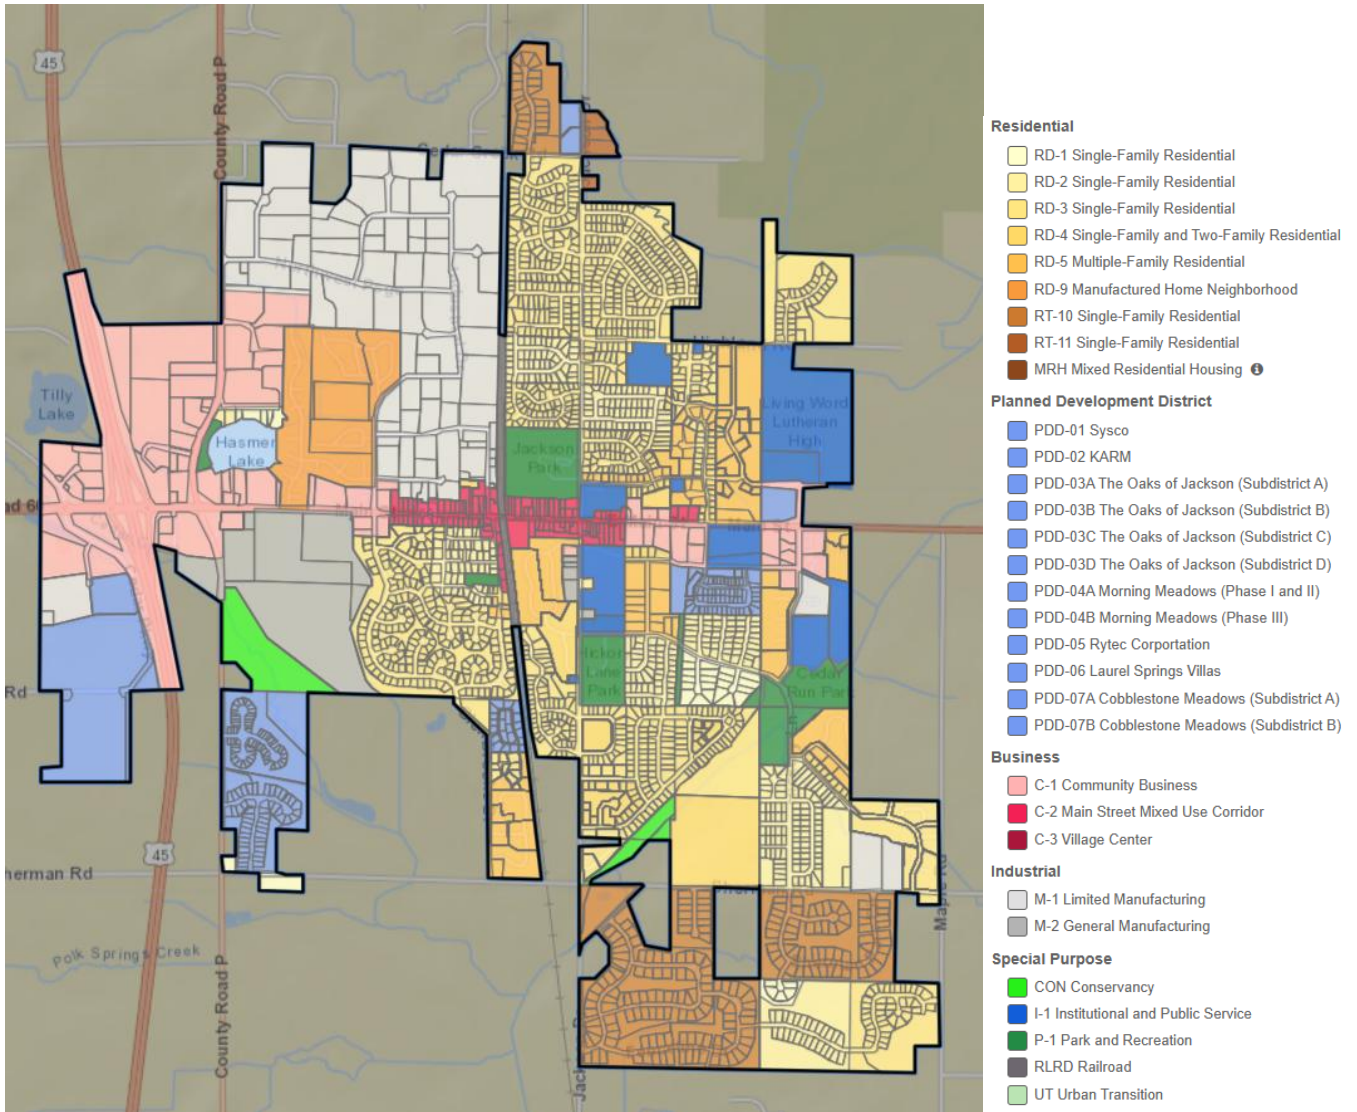 45
County Road P
Tilly
Lake
Hasmer
Lake
Jackson
Park
Living Word
Lutheran
High
Lane
Park
Cedar
Run Park
Rd
45
herman Rd
Polk Springs Creek
County Road P
Maple Rd
Residential
RD-1 Single-Family Residential
RD-2 Single-Family Residential
RD-3 Single-Family Residential
RD-4 Single-Family and Two-Family Residential
RD-5 Multiple-Family Residential
RD-9 Manufactured Home Neighborhood
RT-10 Single-Family Residential
RT-11 Single-Family Residential
MRH Mixed Residential Housing
Planned Development District
PDD-01 Sysco
PDD-02 KARM
PDD-03A The Oaks of Jackson (Subdistrict A)
PDD-03B The Oaks of Jackson (Subdistrict B)
PDD-03C The Oaks of Jackson (Subdistrict C)
PDD-03D The Oaks of Jackson (Subdistrict D)
PDD-04A Morning Meadows (Phase I and II)
PDD-04B Morning Meadows (Phase III)
PDD-05 Rytec Corportation
PDD-06 Laurel Springs Villas
PDD-07A Cobblestone Meadows (Subdistrict A)
PDD-07B Cobblestone Meadows (Subdistrict B)
Business
C-1 Community Business
C-2 Main Street Mixed Use Corridor
C-3 Village Center
Industrial
M-1 Limited Manufacturing
M-2 General Manufacturing
Special Purpose
CON Conservancy
I-1 Institutional and Public Service
P-1 Park and Recreation
RLRD Railroad
UT Urban Transition